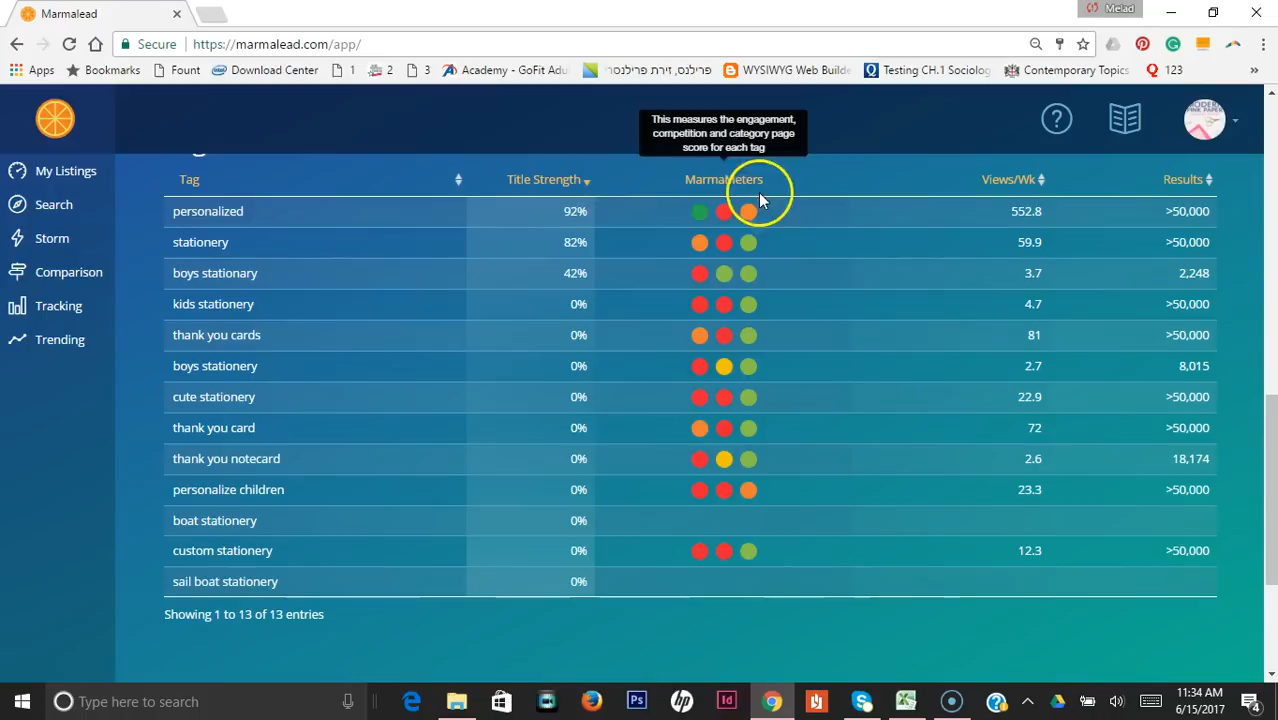 Marmalead
Melad
Secure https://marmalead.com/app/
Apps Bookmarks Fount Download Center 1 2 3 Academy - GoFit Adul פרילנס, זירת פרילנסרי WYSIWYG Web Builde Testing CH.1 Sociolog Contemporary Topics 123 »
This measures the engagement,
competition and category page
score for each tag
My Listings
Search
Storm
Comparison
Tracking
Trending
Tag Title Strength MarmaMeters Views/Wk Results
personalized 92% 552.8 >50,000
stationery 82% 59.9 >50,000
boys stationary 42% 3.7 2,248
kids stationery 0% 4.7 >50,000
thank you cards 0% 81 >50,000
boys stationery 0% 2.7 8,015
cute stationery 0% 22.9 >50,000
thank you card 0% 72 >50,000
thank you notecard 0% 2.6 18,174
personalize children 0% 23.3 >50,000
boat stationery 0%
custom stationery 0% 12.3 >50,000
sail boat stationery 0%
Showing 1 to 13 of 13 entries
Type here to search
11:34 AM
6/15/2017